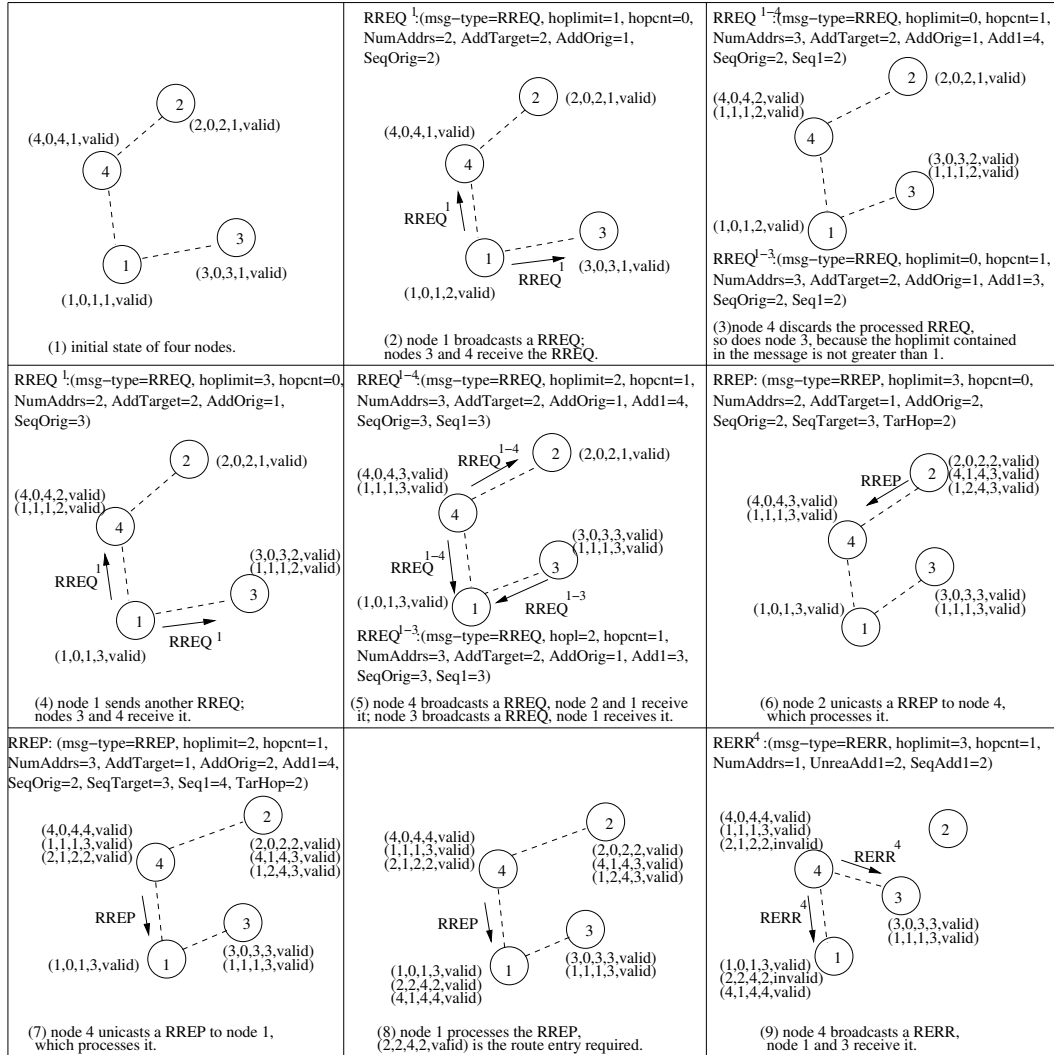 (4,0,4,1,valid)
2
(2,0,2,1,valid)
4
3
1
(3,0,3,1,valid)
(1,0,1,1,valid)
(1) initial state of four nodes.
RREQ 1:(msg−type=RREQ, hoplimit=1, hopcnt=0,
NumAddrs=2, AddTarget=2, AddOrig=1,
SeqOrig=2)
2
(2,0,2,1,valid)
(4,0,4,1,valid)
4
RREQ 1
3
1
RREQ 1
(3,0,3,1,valid)
(1,0,1,2,valid)
(2) node 1 broadcasts a RREQ;
nodes 3 and 4 receive the RREQ.
RREQ 1−4:(msg−type=RREQ, hoplimit=0, hopcnt=1,
NumAddrs=3, AddTarget=2, AddOrig=1, Add1=4,
SeqOrig=2, Seq1=2)
2
(2,0,2,1,valid)
(4,0,4,2,valid)
(1,1,1,2,valid)
4
(3,0,3,2,valid)
(1,1,1,2,valid)
3
(1,0,1,2,valid)
1
RREQ 1−3:(msg−type=RREQ, hoplimit=0, hopcnt=1,
NumAddrs=3, AddTarget=2, AddOrig=1, Add1=3,
SeqOrig=2, Seq1=2)
(3)node 4 discards the processed RREQ,
so does node 3, because the hoplimit contained
in the message is not greater than 1.
RREQ 1:(msg−type=RREQ, hoplimit=3, hopcnt=0,
NumAddrs=2, AddTarget=2, AddOrig=1,
SeqOrig=3)
2
(2,0,2,1,valid)
(4,0,4,2,valid)
(1,1,1,2,valid)
4
(3,0,3,2,valid)
(1,1,1,2,valid)
RREQ 1
3
1
RREQ 1
(1,0,1,3,valid)
(4) node 1 sends another RREQ;
nodes 3 and 4 receive it.
RREQ 1−4:(msg−type=RREQ, hoplimit=2, hopcnt=1,
NumAddrs=3, AddTarget=2, AddOrig=1, Add1=4,
SeqOrig=3, Seq1=3)
RREQ 1−4
2
(2,0,2,1,valid)
(4,0,4,3,valid)
(1,1,1,3,valid)
4
(3,0,3,3,valid)
(1,1,1,3,valid)
RREQ 1−4
3
(1,0,1,3,valid)
1
RREQ 1−3
RREQ 1−3:(msg−type=RREQ, hopl=2, hopcnt=1,
NumAddrs=3, AddTarget=2, AddOrig=1, Add1=3,
SeqOrig=3, Seq1=3)
(5) node 4 broadcasts a RREQ, node 2 and 1 receive
it; node 3 broadcasts a RREQ, node 1 receives it.
RREP: (msg−type=RREP, hoplimit=3, hopcnt=0,
NumAddrs=2, AddTarget=1, AddOrig=2,
SeqOrig=2, SeqTarget=3, TarHop=2)
RREP
2
(2,0,2,2,valid)
(4,1,4,3,valid)
(1,2,4,3,valid)
(4,0,4,3,valid)
(1,1,1,3,valid)
4
3
(3,0,3,3,valid)
(1,1,1,3,valid)
(1,0,1,3,valid)
1
(6) node 2 unicasts a RREP to node 4,
which processes it.
RREP: (msg−type=RREP, hoplimit=2, hopcnt=1,
NumAddrs=3, AddTarget=1, AddOrig=2, Add1=4,
SeqOrig=2, SeqTarget=3, Seq1=4, TarHop=2)
2
(4,0,4,4,valid)
(1,1,1,3,valid)
(2,1,2,2,valid)
4
(2,0,2,2,valid)
(4,1,4,3,valid)
(1,2,4,3,valid)
RREP
3
(3,0,3,3,valid)
(1,1,1,3,valid)
(1,0,1,3,valid)
1
(7) node 4 unicasts a RREP to node 1,
which processes it.
2
(4,0,4,4,valid)
(1,1,1,3,valid)
(2,1,2,2,valid)
4
(2,0,2,2,valid)
(4,1,4,3,valid)
(1,2,4,3,valid)
RREP
3
(3,0,3,3,valid)
(1,1,1,3,valid)
1
(1,0,1,3,valid)
(2,2,4,2,valid)
(4,1,4,4,valid)
(8) node 1 processes the RREP,
(2,2,4,2,valid) is the route entry required.
RERR 4:(msg−type=RERR, hoplimit=3, hopcnt=1,
NumAddrs=1, UnreaAdd1=2, SeqAdd1=2)
(4,0,4,4,valid)
(1,1,1,3,valid)
(2,1,2,2,invalid)
2
4
RERR 4
3
(3,0,3,3,valid)
(1,1,1,3,valid)
RERR 4
1
(1,0,1,3,valid)
(2,2,4,2,invalid)
(4,1,4,4,valid)
(9) node 4 broadcasts a RERR,
node 1 and 3 receive it.